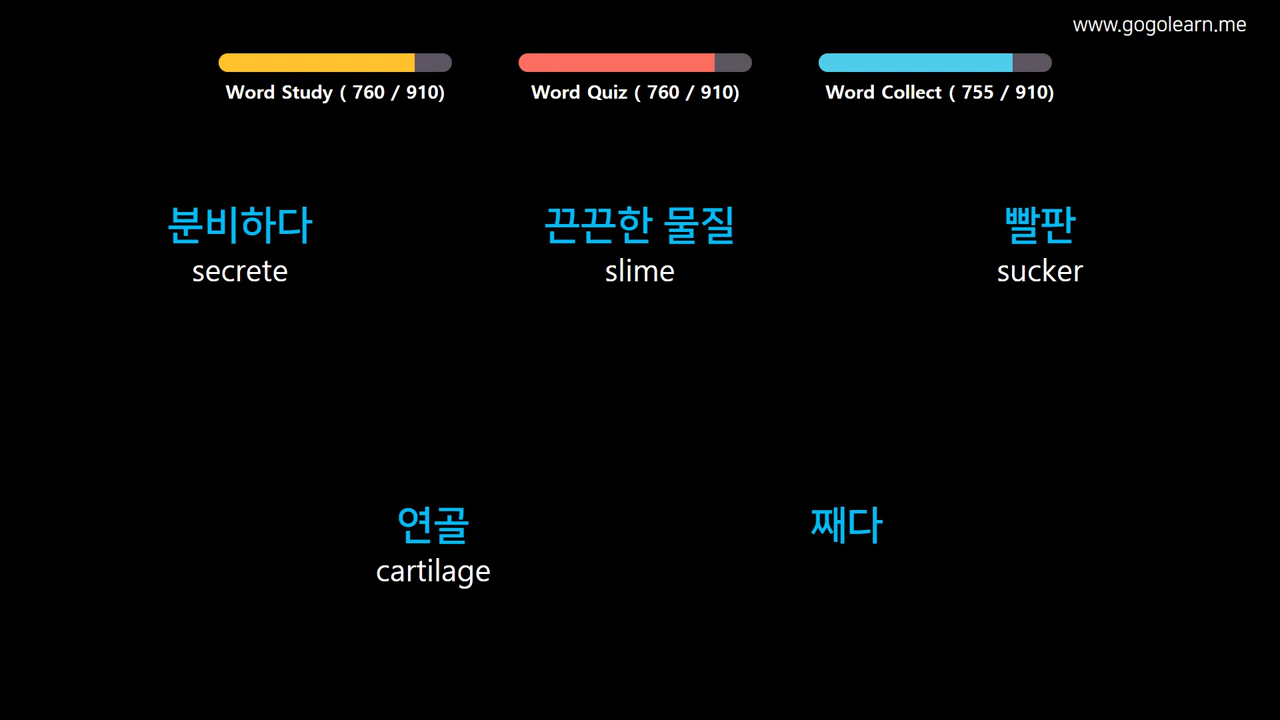 www.gogolearn.me
Word Study ( 760 / 910)
Word Quiz ( 760 / 910)
Word Collect ( 755 / 910)
분비하다
secrete
끈끈한 물질
slime
빨판
sucker
연골
cartilage
째다